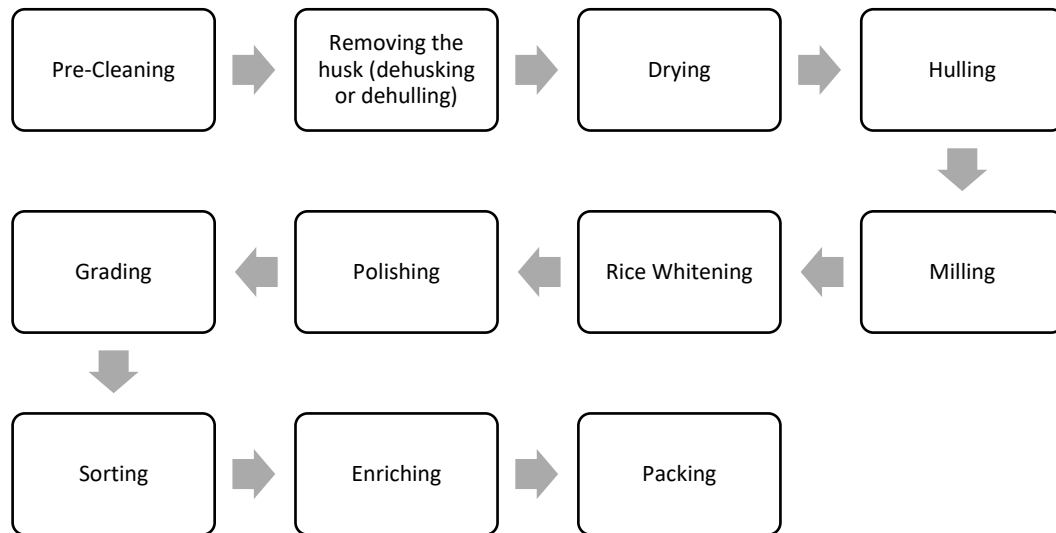 Pre-Cleaning
Removing the
husk (dehusking
or dehulling)
Drying
Hulling
Milling
Rice Whitening
Polishing
Grading
Sorting
Enriching
Packing